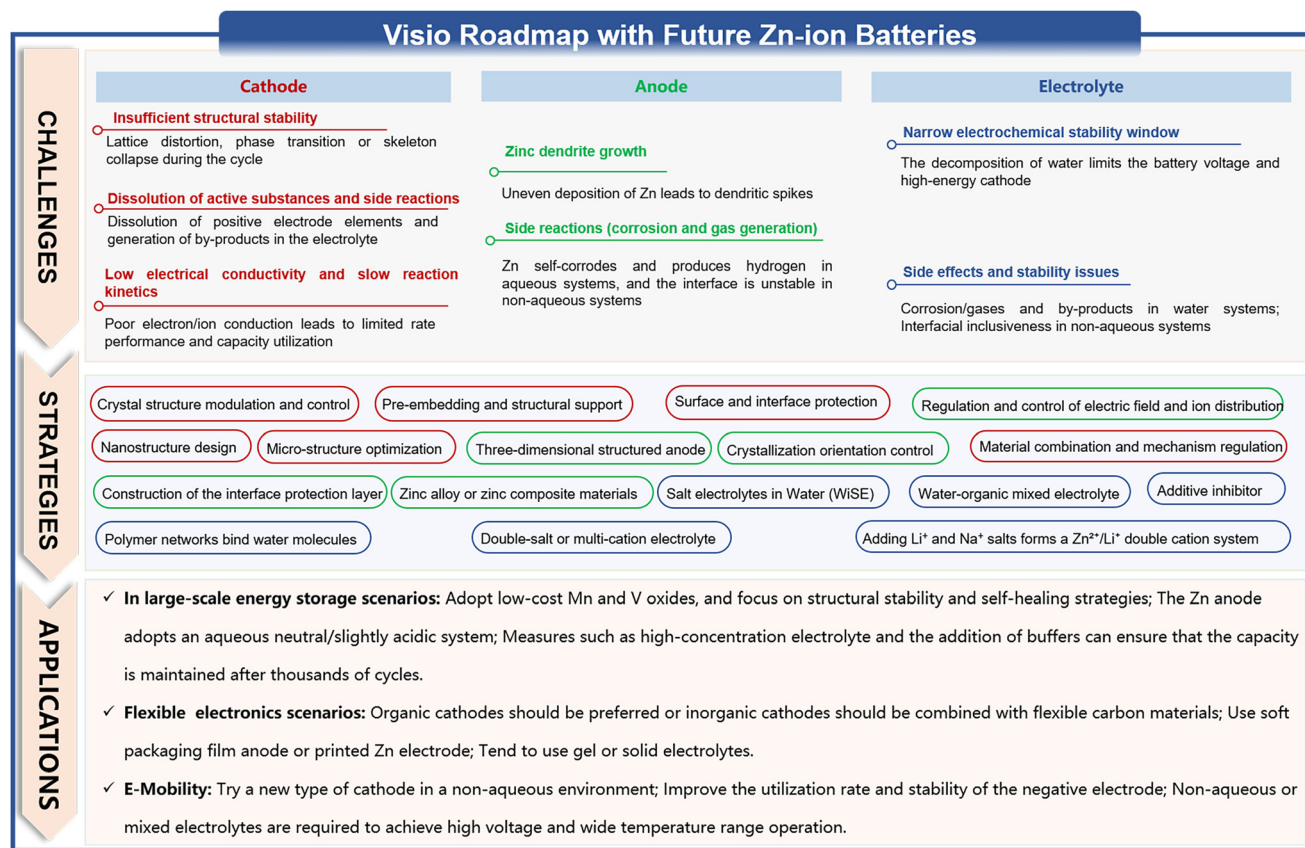 Visio Roadmap with Future Zn-ion Batteries
CHALLENGES
Cathode
Insufficient structural stability
Lattice distortion, phase transition or skeleton
collapse during the cycle
Dissolution of active substances and side reactions
Dissolution of positive electrode elements and
generation of by-products in the electrolyte
Low electrical conductivity and slow reaction
kinetics
Poor electron/ion conduction leads to limited rate
performance and capacity utilization
Anode
Zinc dendrite growth
Uneven deposition of Zn leads to dendritic spikes
Side reactions (corrosion and gas generation)
Zn self-corrodes and produces hydrogen in
aqueous systems, and the interface is unstable in
non-aqueous systems
Electrolyte
Narrow electrochemical stability window
The decomposition of water limits the battery voltage and
high-energy cathode
Side effects and stability issues
Corrosion/gases and by-products in water systems;
Interfacial inclusiveness in non-aqueous systems
STRATEGIES
Crystal structure modulation and control
Pre-embedding and structural support
Surface and interface protection
Regulation and control of electric field and ion distribution
Nanostructure design
Micro-structure optimization
Three-dimensional structured anode
Crystallization orientation control
Material combination and mechanism regulation
Construction of the interface protection layer
Zinc alloy or zinc composite materials
Salt electrolytes in Water (WiSE)
Water-organic mixed electrolyte
Additive inhibitor
Polymer networks bind water molecules
Double-salt or multi-cation electrolyte
Adding Li⁺ and Na⁺ salts forms a Zn²⁺/Li⁺ double cation system
APPLICATIONS
✓ In large-scale energy storage scenarios: Adopt low-cost Mn and V oxides, and focus on structural stability and self-healing strategies; The Zn anode
adopts an aqueous neutral/slightly acidic system; Measures such as high-concentration electrolyte and the addition of buffers can ensure that the capacity
is maintained after thousands of cycles.
✓ Flexible electronics scenarios: Organic cathodes should be preferred or inorganic cathodes should be combined with flexible carbon materials; Use soft
packaging film anode or printed Zn electrode; Tend to use gel or solid electrolytes.
✓ E-Mobility: Try a new type of cathode in a non-aqueous environment; Improve the utilization rate and stability of the negative electrode; Non-aqueous or
mixed electrolytes are required to achieve high voltage and wide temperature range operation.